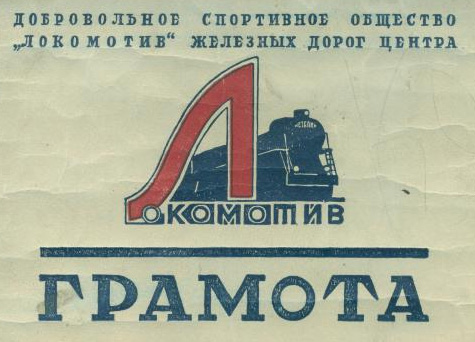 ДОБРОВОЛЬНОЕ СПОРТИВНОЕ ОБЩЕСТВО
„ЛОКОМОТИВ“ ЖЕЛЕЗНЫХ ДОРОГ ЦЕНТРА
ЛОКОМОТИВ
ГРАМОТА